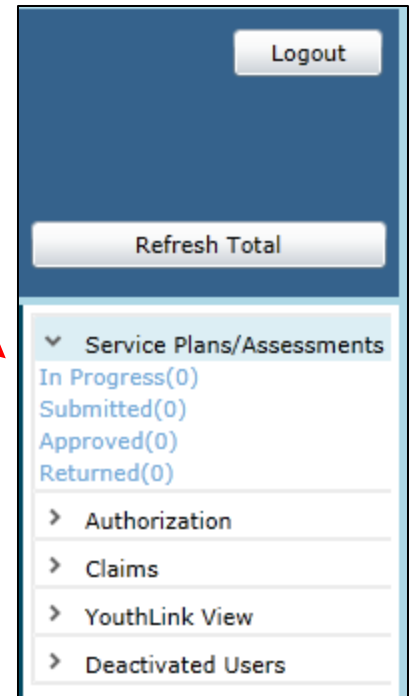 Logout
Refresh Total
Service Plans/Assessments
In Progress(0)
Submitted(0)
Approved(0)
Returned(0)
Authorization
Claims
YouthLink View
Deactivated Users